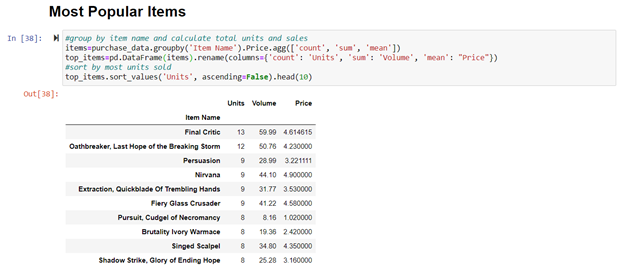 Most Popular Items
In [38]:
#group by item name and calculate total units and sales
items=purchase_data.groupby('Item Name').Price.agg(['count', 'sum', 'mean'])
top_items=pd.DataFrame(items).rename(columns={'count': 'Units', 'sum': 'Volume', 'mean': "Price"})
#sort by most units sold
top_items.sort_values('Units', ascending=False).head(10)
Out[38]:
Units Volume Price
Item Name
Final Critic 13 59.99 4.614615
Oathbreaker, Last Hope of the Breaking Storm 12 50.76 4.230000
Persuasion 9 28.99 3.221111
Nirvana 9 44.10 4.900000
Extraction, Quickblade Of Trembling Hands 9 31.77 3.530000
Fiery Glass Crusader 9 41.22 4.580000
Pursuit, Cudgel of Necromancy 8 8.16 1.020000
Brutality Ivory Warmace 8 19.36 2.420000
Singed Scalpel 8 34.80 4.350000
Shadow Strike, Glory of Ending Hope 8 25.28 3.160000